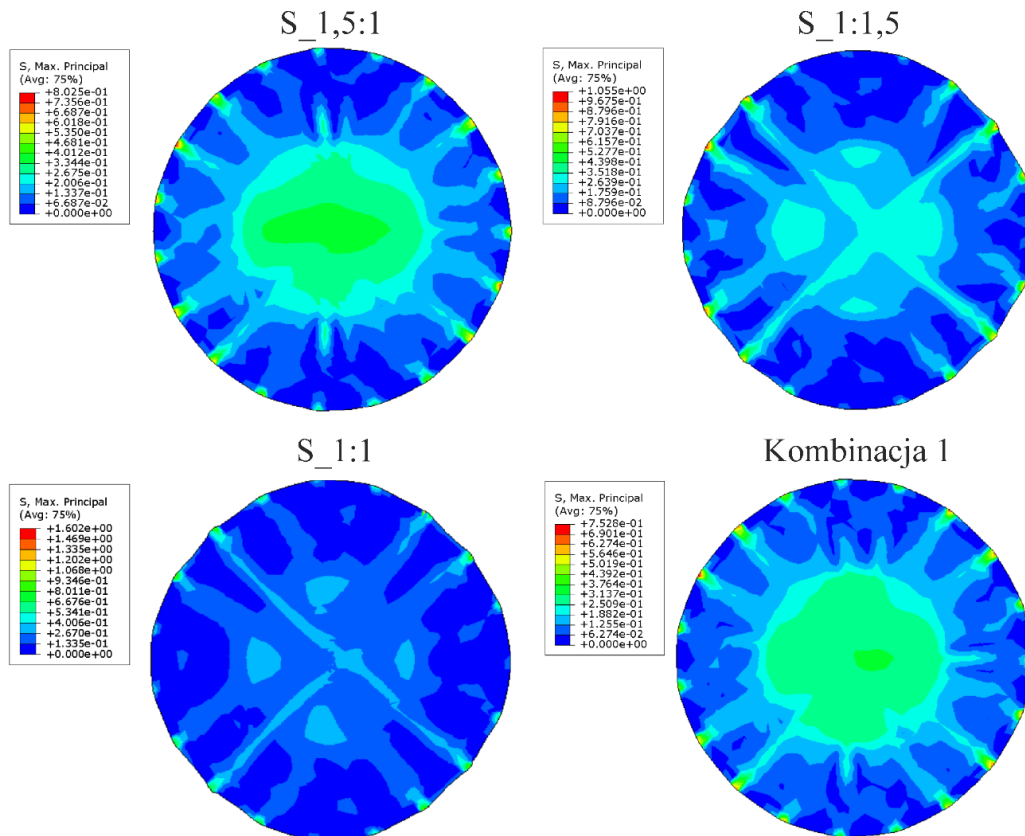 S_1,5:1
S, Max. Principal
(Avg: 75%)
+8.025e-01
+7.356e-01
+6.687e-01
+6.018e-01
+5.350e-01
+4.681e-01
+4.012e-01
+3.344e-01
+2.675e-01
+2.006e-01
+1.337e-01
+6.687e-02
+0.000e+00
S_1:1,5
S, Max. Principal
(Avg: 75%)
+1.055e+00
+9.675e-01
+8.796e-01
+7.916e-01
+7.037e-01
+6.157e-01
+5.277e-01
+4.398e-01
+3.518e-01
+2.639e-01
+1.759e-01
+8.796e-02
+0.000e+00
S_1:1
S, Max. Principal
(Avg: 75%)
+1.602e+00
+1.469e+00
+1.335e+00
+1.202e+00
+1.068e+00
+9.346e-01
+8.011e-01
+6.676e-01
+5.341e-01
+4.006e-01
+2.670e-01
+1.335e-01
+0.000e+00
Kombinacja 1
S, Max. Principal
(Avg: 75%)
+7.528e-01
+6.901e-01
+6.274e-01
+5.646e-01
+5.019e-01
+4.392e-01
+3.764e-01
+3.137e-01
+2.509e-01
+1.882e-01
+1.255e-01
+6.274e-02
+0.000e+00